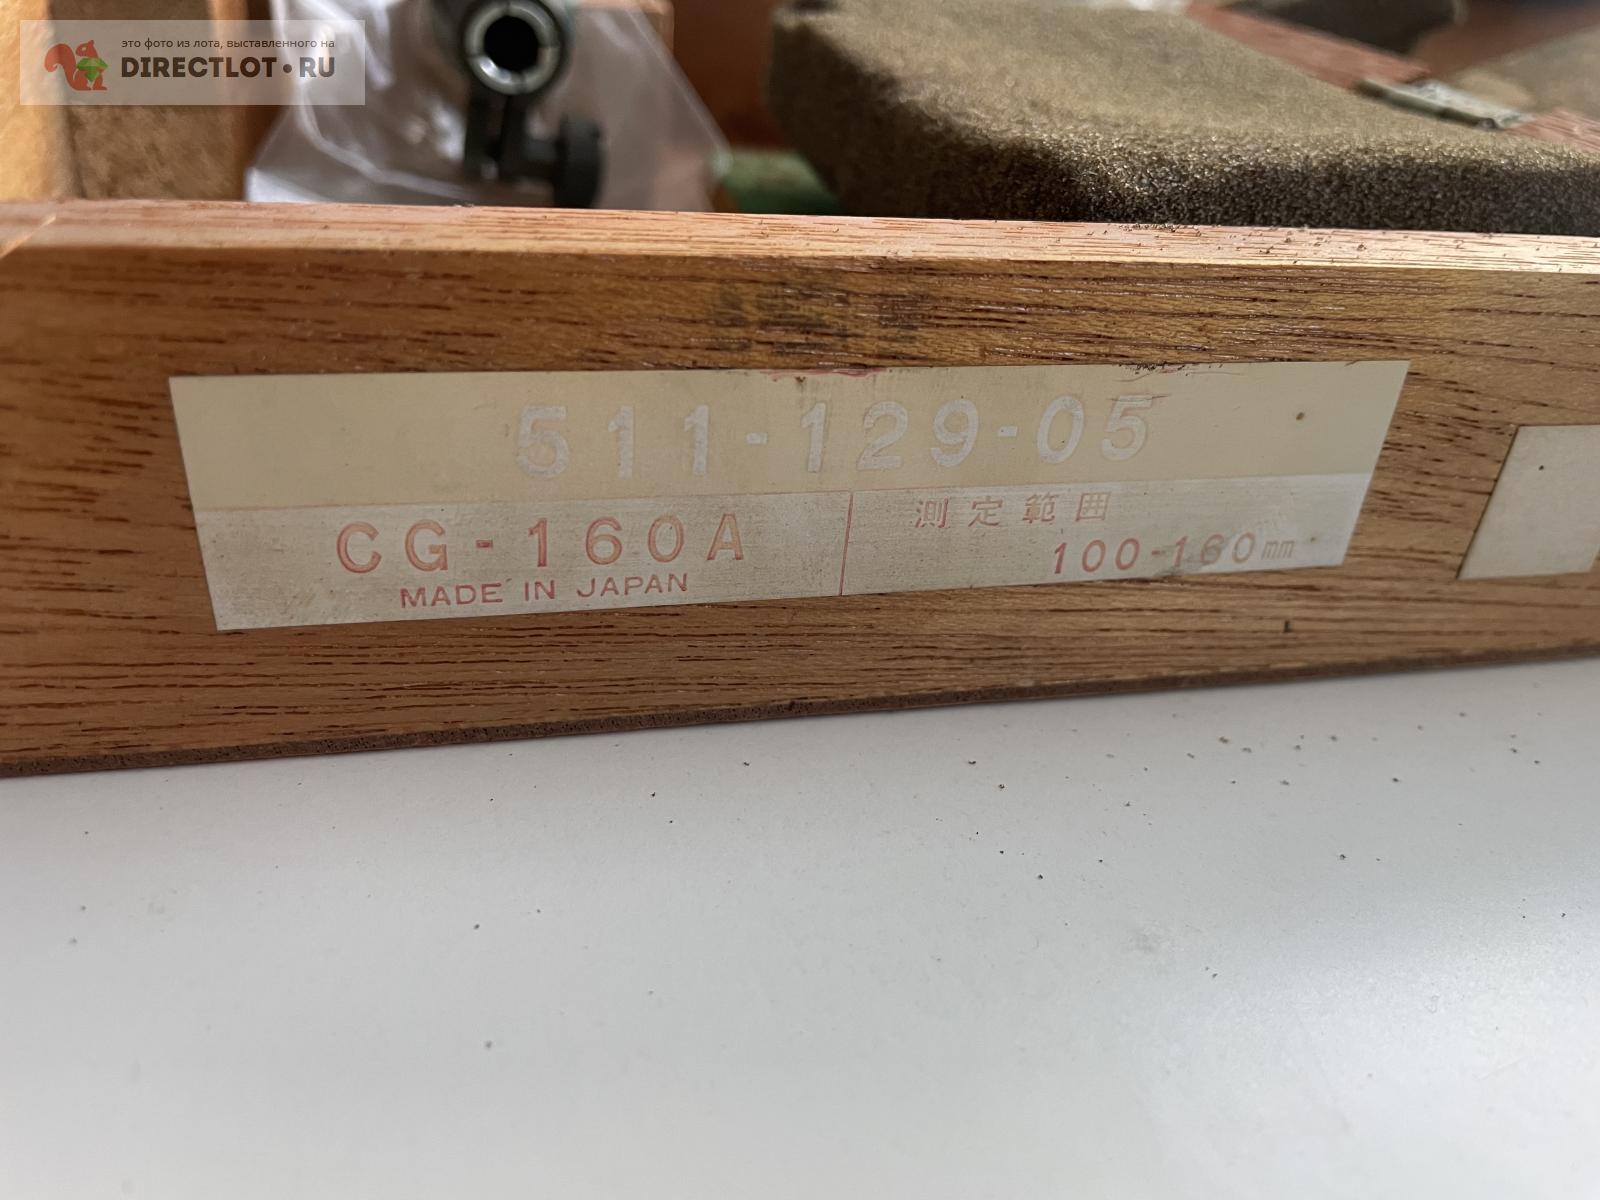 это фото из лота, выставленного на
DIRECTLOT•RU
511-129-05
CG-160A
MADE IN JAPAN
測定範囲
100-160mm